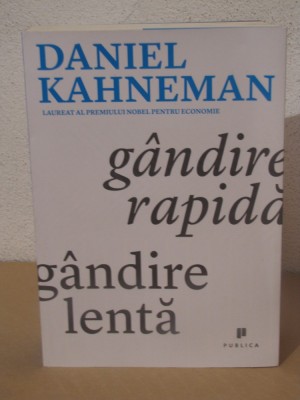 DANIEL
KAHNEMAN
LAUREAT AL PREMIULUI NOBEL PENTRU ECONOMIE
gândire
rapidă
gândire
lentă
PUBLICA